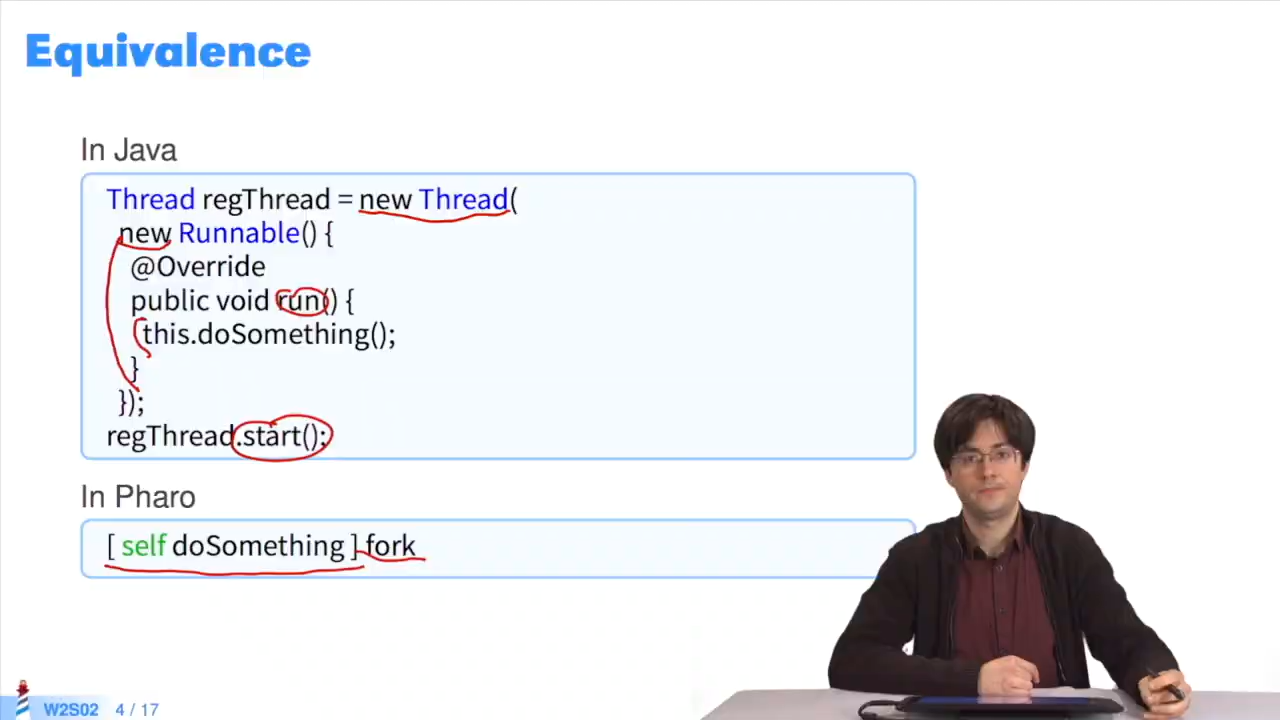 Equivalence
In Java
Thread regThread = new Thread(
new Runnable() {
@Override
public void run() {
this.doSomething();
}
});
regThread.start();
In Pharo
[ self doSomething ] fork
W2S02 4 / 17